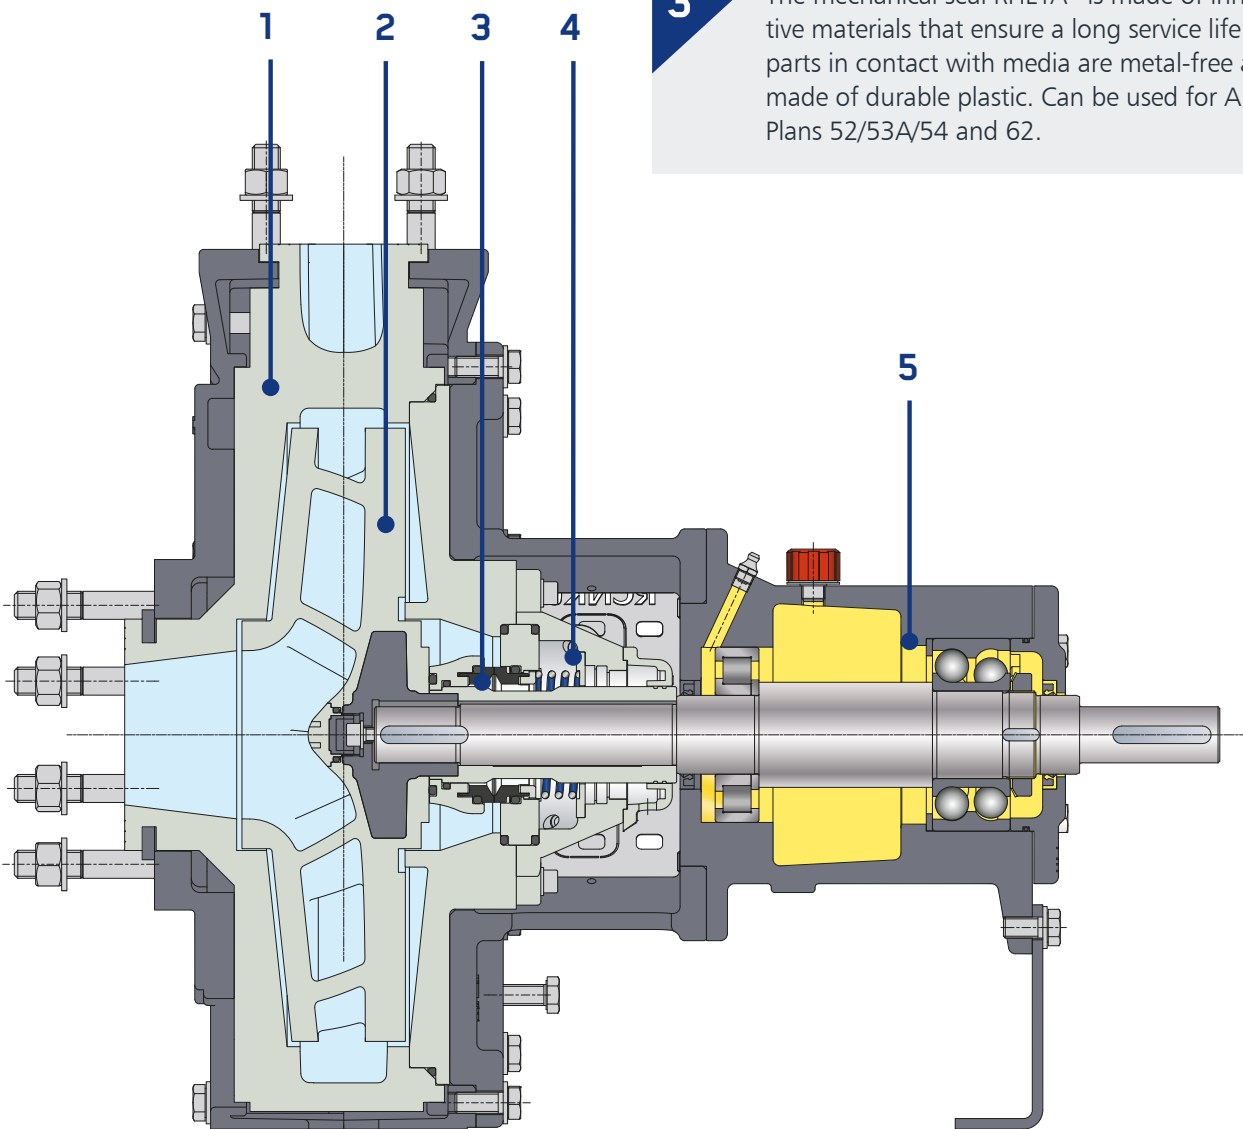 1 2 3 4
3
tive materials that ensure a long service life
parts in contact with media are metal-free
made of durable plastic. Can be used for
Plans 52/53A/54 and 62.
5